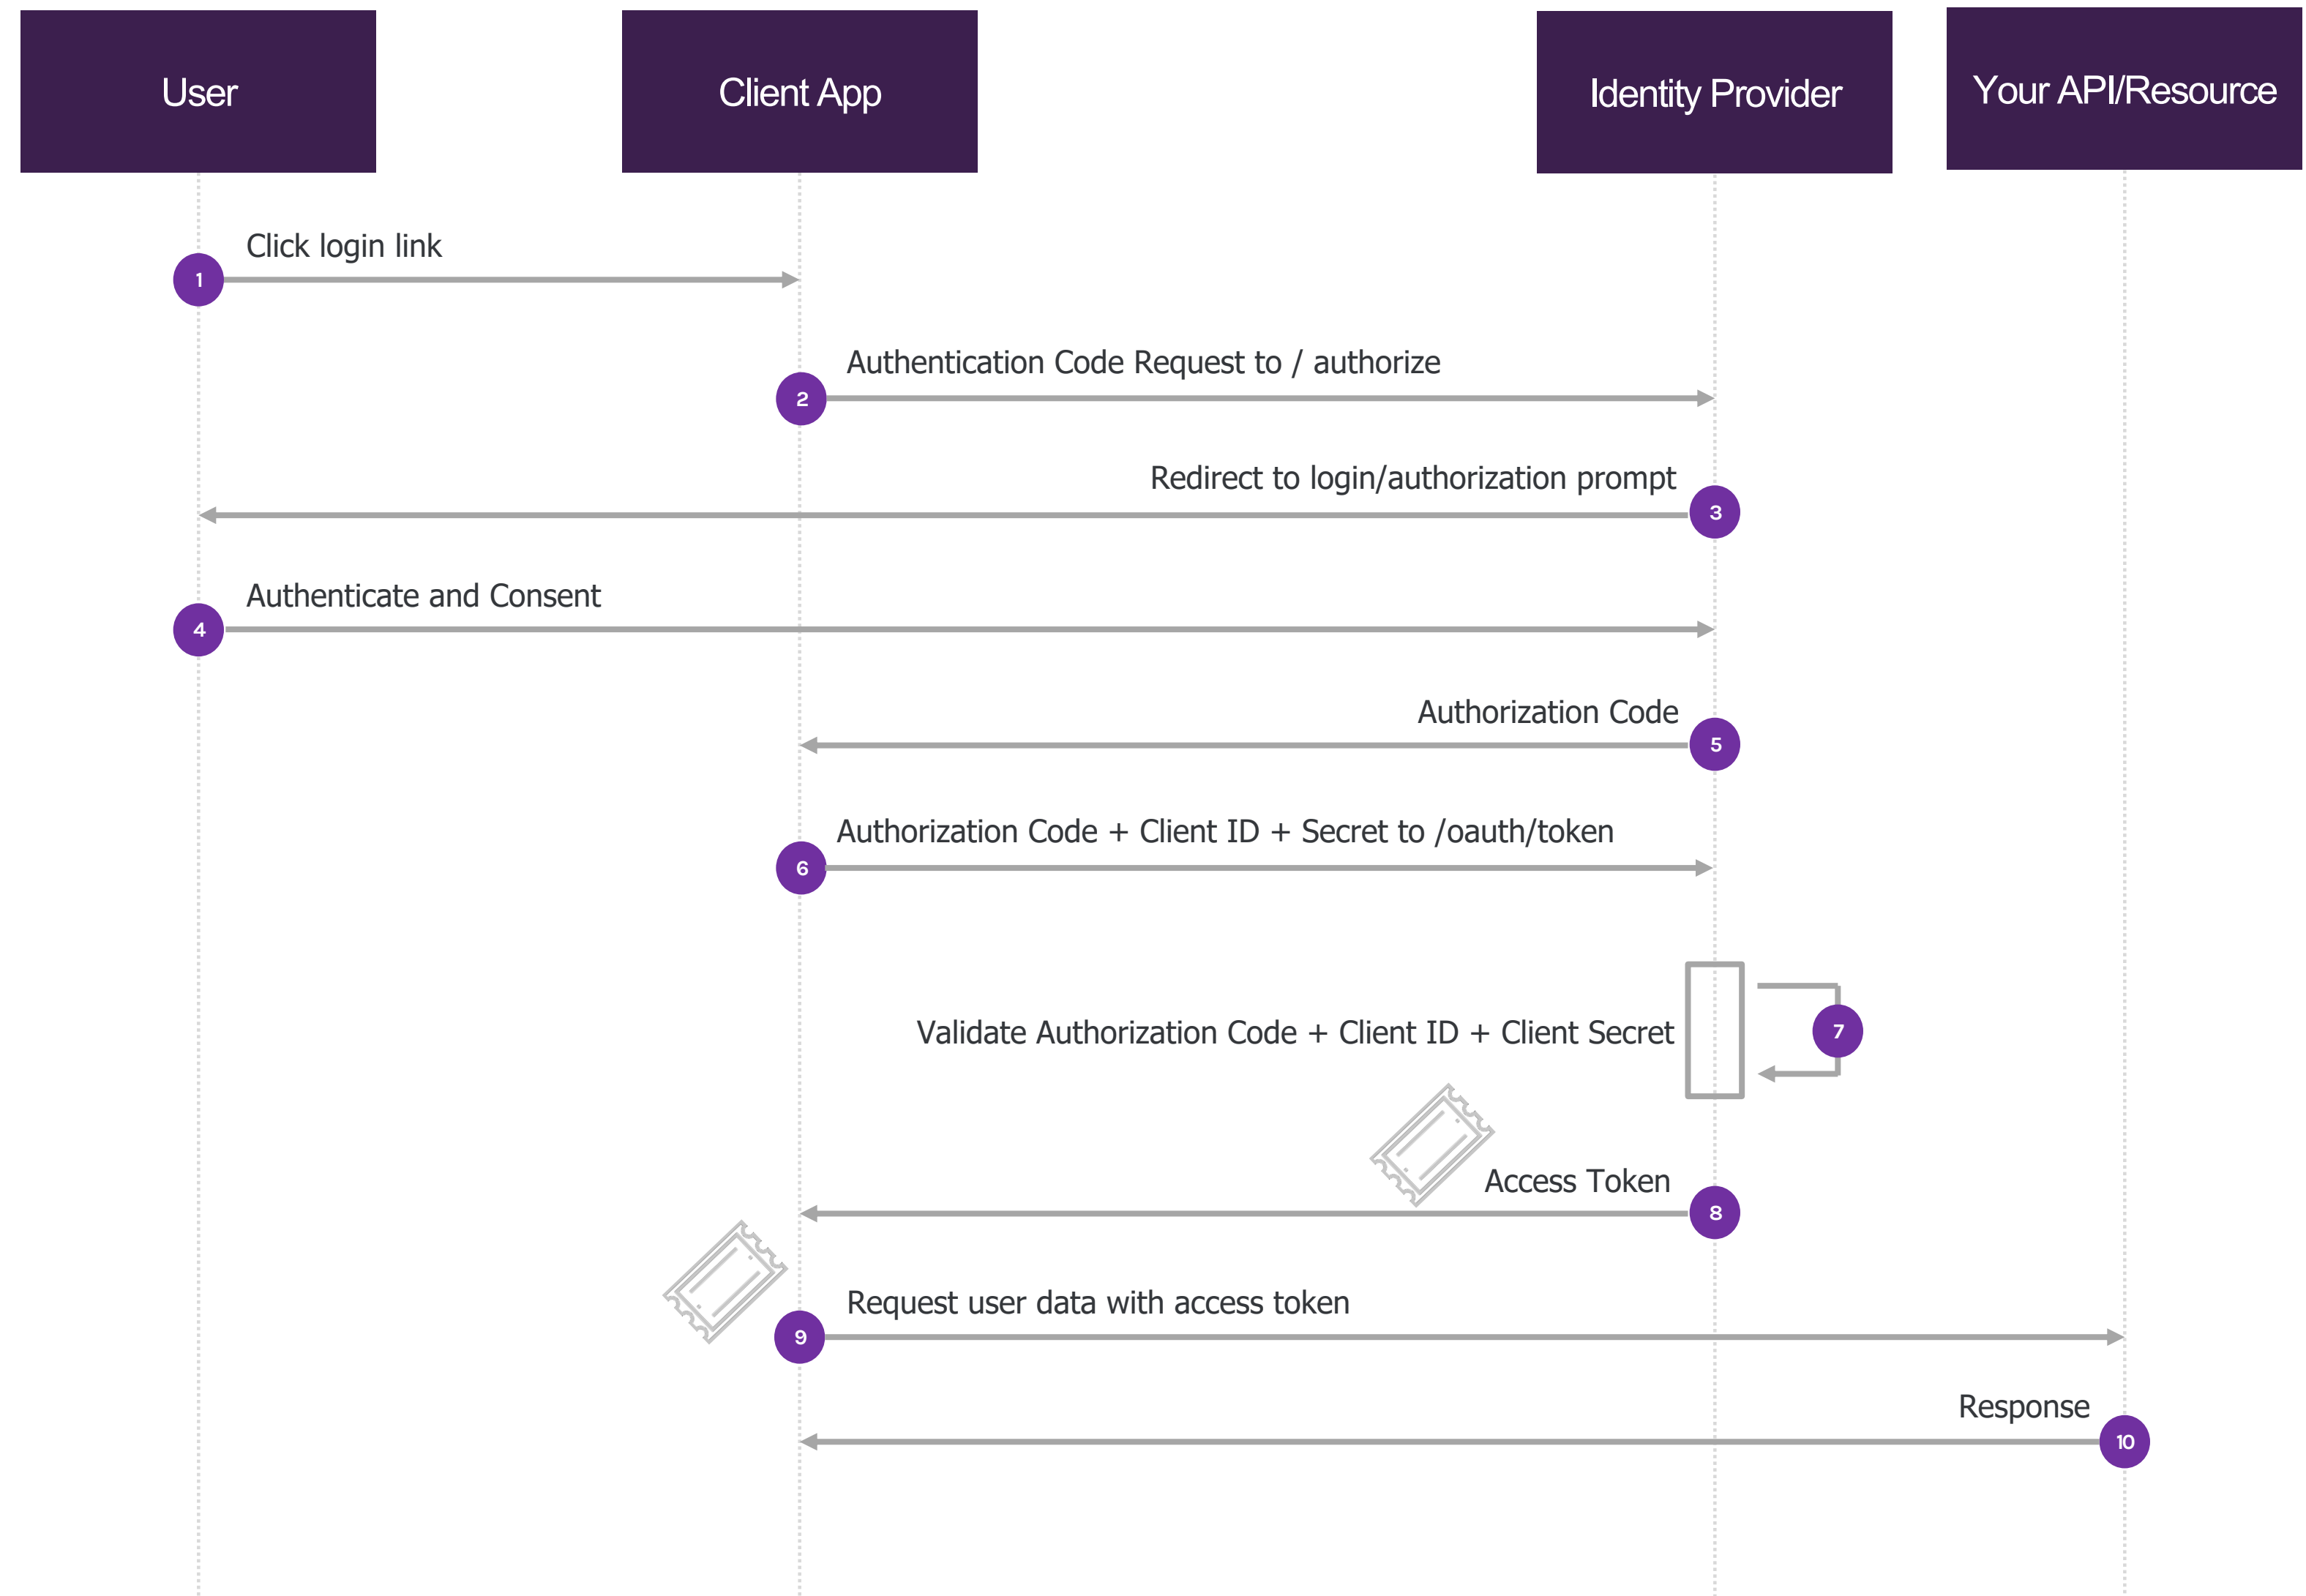 User
Client App
Identity Provider
Your API/Resource
Click login link
1
Authentication Code Request to / authorize
2
Redirect to login/authorization prompt
3
Authenticate and Consent
4
Authorization Code
5
Authorization Code + Client ID + Secret to /oauth/token
6
Validate Authorization Code + Client ID + Client Secret
7
Access Token
8
Request user data with access token
9
Response
10